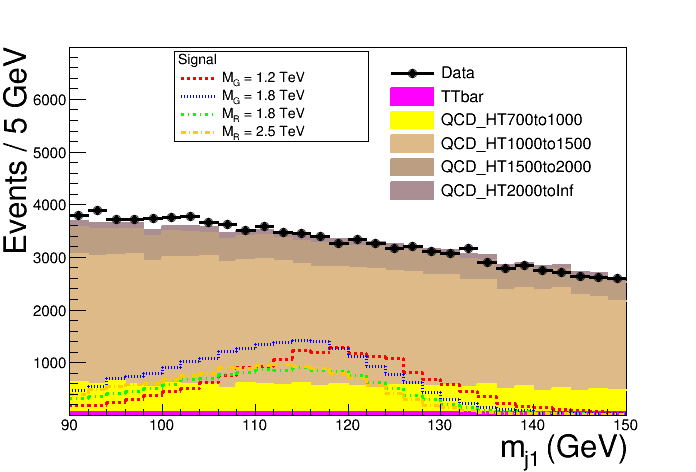 Events / 5 GeV
Signal
M_G = 1.2 TeV
M_G = 1.8 TeV
M_R = 1.8 TeV
M_R = 2.5 TeV
Data
TTbar
QCD_HT700to1000
QCD_HT1000to1500
QCD_HT1500to2000
QCD_HT2000toInf
6000
5000
4000
3000
2000
1000
90 100 110 120 130 140 150
m_j1 (GeV)